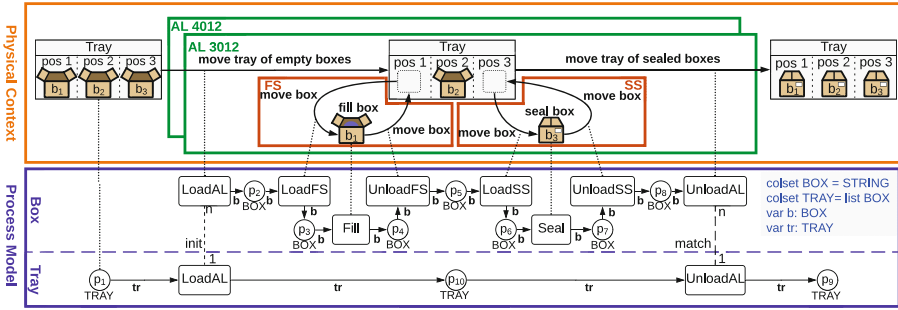 Physical Context
AL 4012
AL 3012
Tray
pos 1 pos 2 pos 3
b1 b2 b3
move tray of empty boxes
Tray
pos 1 pos 2 pos 3
b2
move tray of sealed boxes
Tray
pos 1 pos 2 pos 3
b1 b2 b3
FS
move box
fill box
b1
move box
SS
move box
seal box
b3
move box
Process Model
Box
LoadAL
b
p2
BOX
b
LoadFS
b
p3
BOX
b
Fill
b
p4
BOX
b
UnloadFS
b
p5
BOX
b
LoadSS
b
p6
BOX
b
Seal
b
p7
BOX
b
UnloadSS
b
p8
BOX
b
UnloadAL
colset BOX = STRING
colset TRAY= list BOX
var b: BOX
var tr: TRAY
n
init
1
n
match
1
Tray
p1
TRAY
tr
LoadAL
tr
p10
TRAY
tr
UnloadAL
tr
p9
TRAY